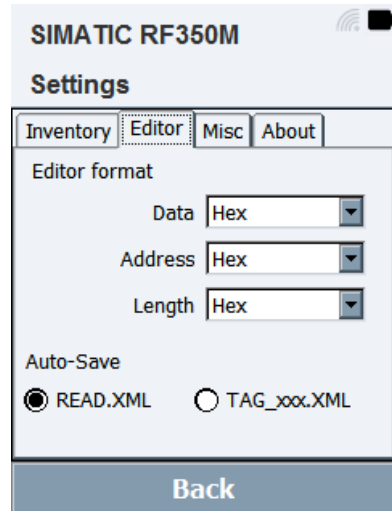 SIMATIC RF350M
Settings
Inventory Editor Misc About
Editor format
Data Hex
Address Hex
Length Hex
Auto-Save
READ.XML TAG_xxx.XML
Back